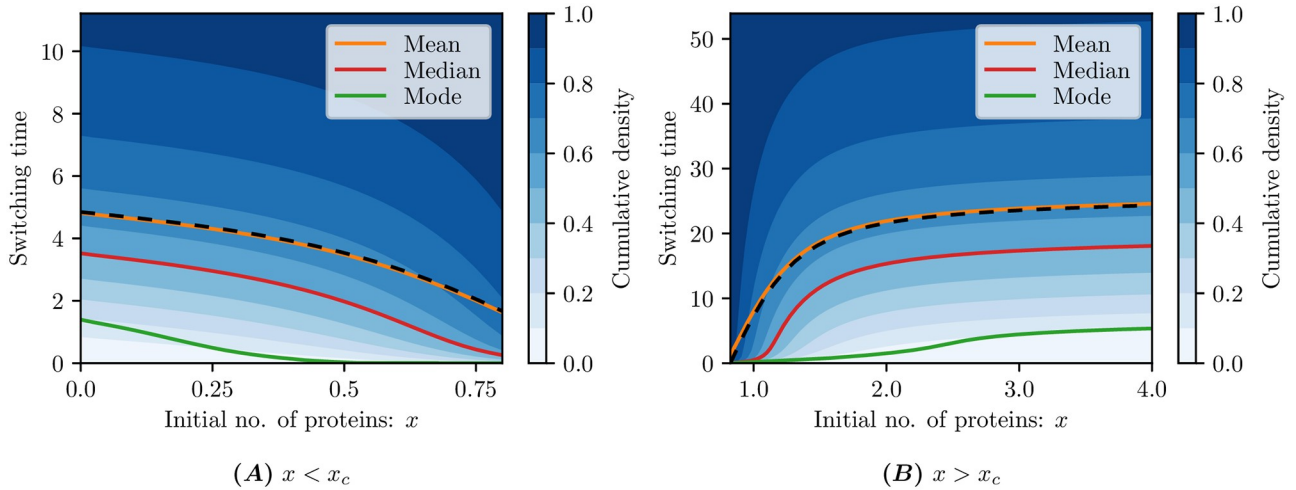 Switching time
10
8
6
4
2
0
0.0 0.25 0.5 0.75
Initial no. of proteins: x
Mean
Median
Mode
1.0
0.8
0.6
0.4
0.2
0.0
Cumulative density
(A) x < x_c
Switching time
50
40
30
20
10
0
1.0 2.0 3.0 4.0
Initial no. of proteins: x
Mean
Median
Mode
1.0
0.8
0.6
0.4
0.2
0.0
Cumulative density
(B) x > x_c